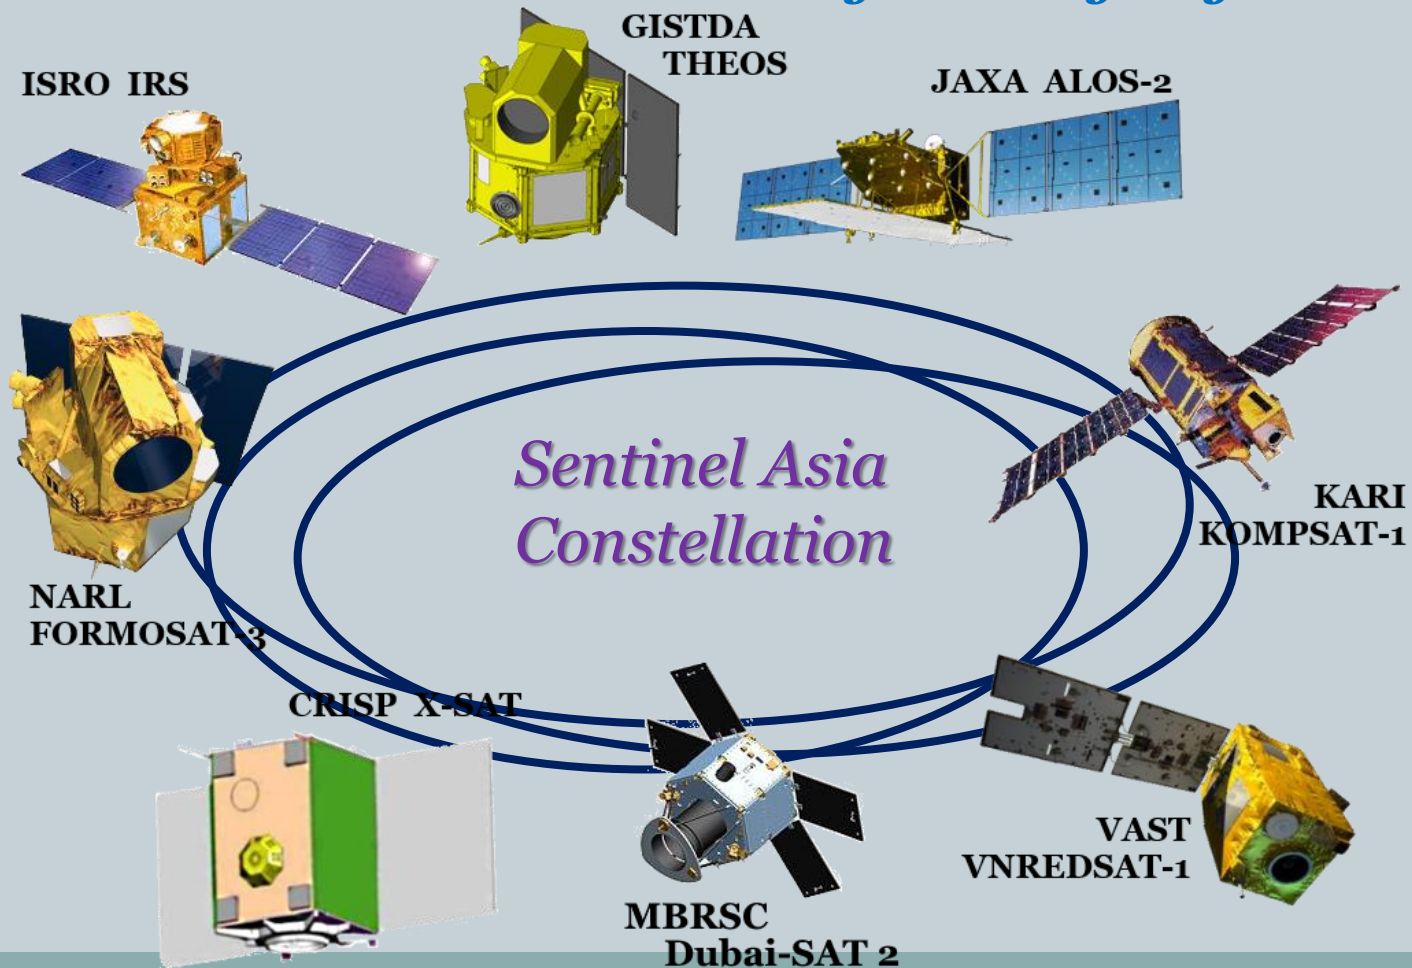 GISTDA
THEOS
ISRO IRS
JAXA ALOS-2
Sentinel Asia
Constellation
KARI
KOMPSAT-1
NARL
FORMOSAT-3
CRISP X-SAT
VAST
VNREDSAT-1
MBRSC
Dubai-SAT 2